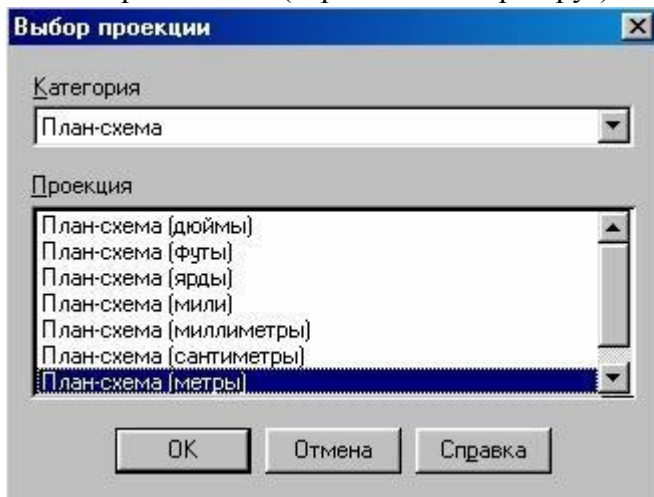 Выбор проекции
Категория
План-схема
Проекция
План-схема (дюймы)
План-схема (футы)
План-схема (ярды)
План-схема (мили)
План-схема (миллиметры)
План-схема (сантиметры)
План-схема (метры)
OK Отмена Справка